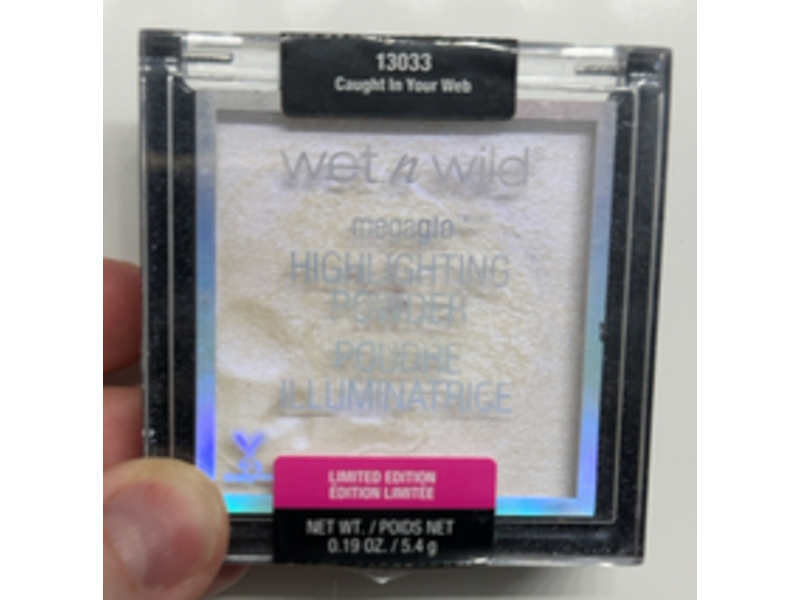 13033
Caught In Your Web
wet n wild®
megaglo™
HIGHLIGHTING
POWDER
POUDRE
ILLUMINATRICE
LIMITED EDITION
ÉDITION LIMITÉE
NET WT. / POIDS NET
0.19 OZ. / 5.4 g